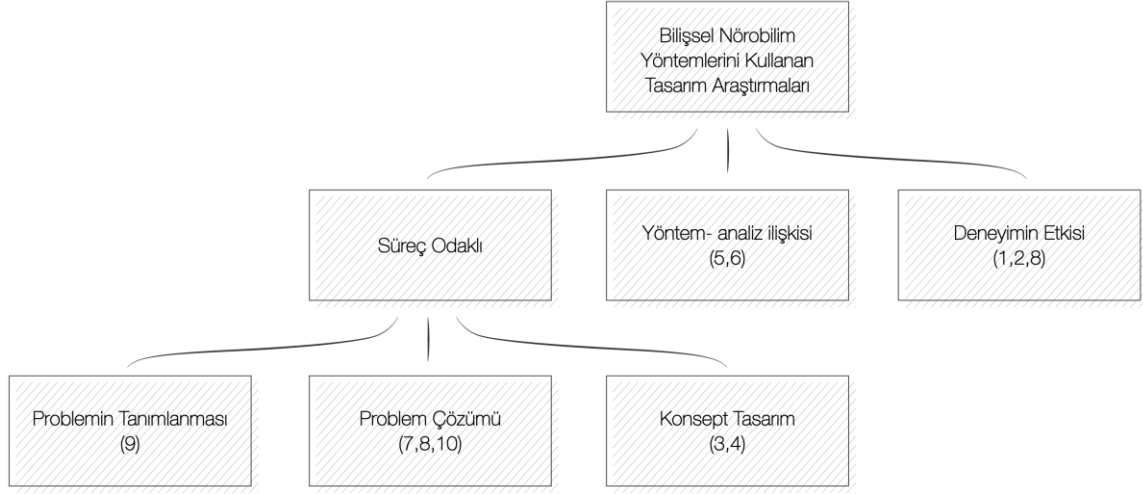 Bilişsel Nörobilim
Yöntemlerini Kullanan
Tasarım Araştırmaları
Süreç Odaklı
Yöntem- analiz ilişkisi
(5,6)
Deneyimin Etkisi
(1,2,8)
Problemin Tanımlanması
(9)
Problem Çözümü
(7,8,10)
Konsept Tasarım
(3,4)